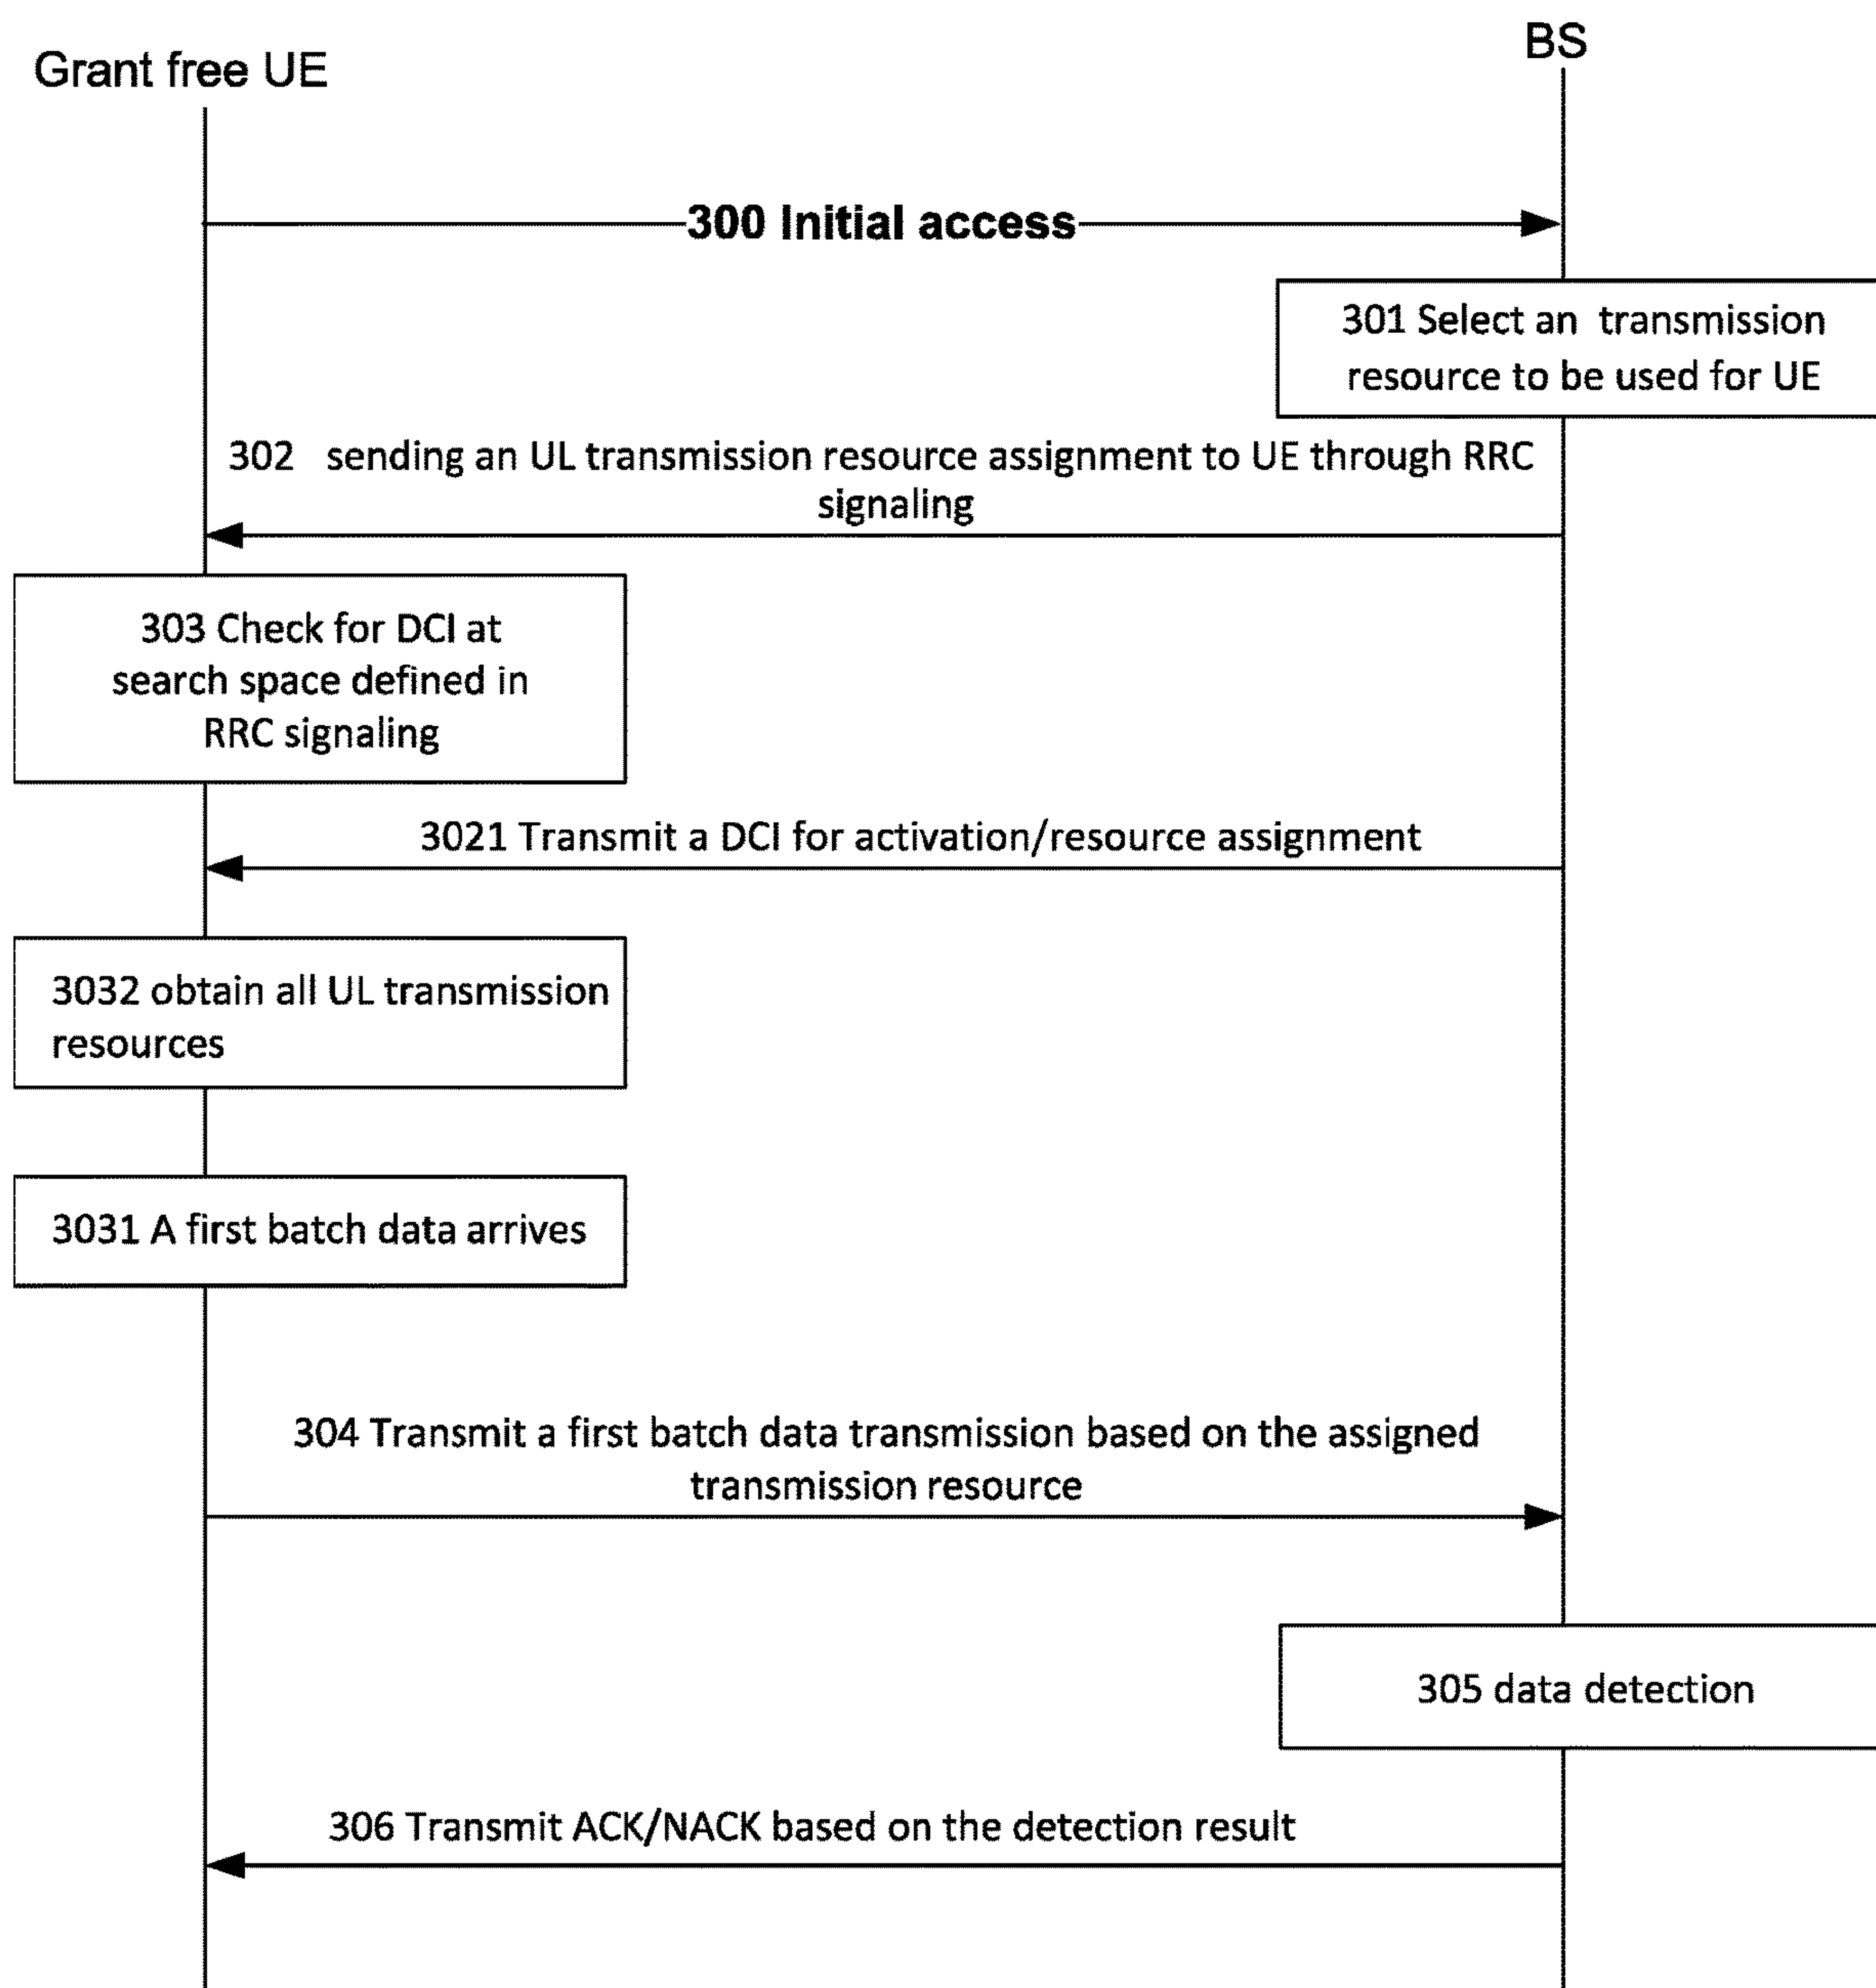 Grant free UE
BS
300 Initial access
301 Select an transmission
resource to be used for UE
302 sending an UL transmission resource assignment to UE through RRC
signaling
303 Check for DCI at
search space defined in
RRC signaling
3021 Transmit a DCI for activation/resource assignment
3032 obtain all UL transmission
resources
3031 A first batch data arrives
304 Transmit a first batch data transmission based on the assigned
transmission resource
305 data detection
306 Transmit ACK/NACK based on the detection result